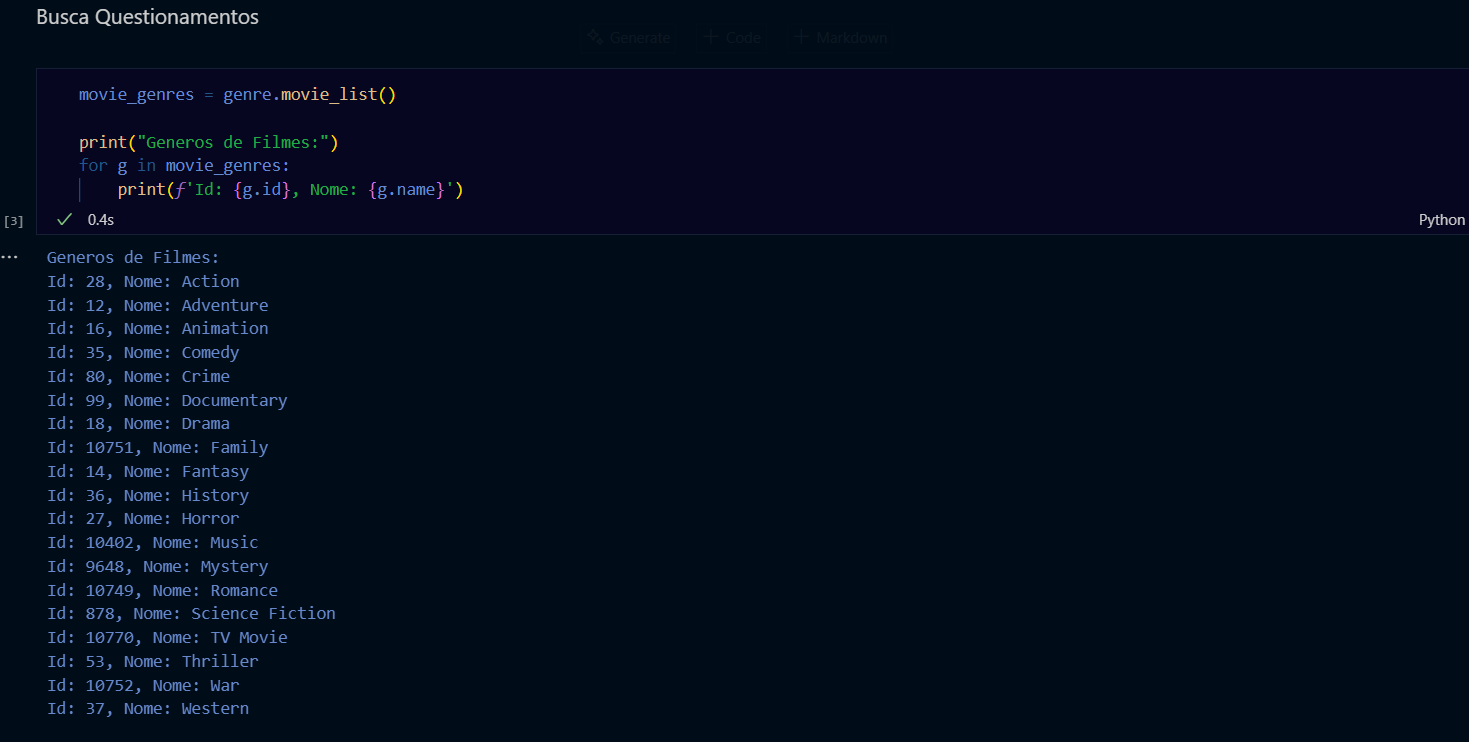 Busca Questionamentos
Generate + Code + Markdown
movie_genres = genre.movie_list()
print("Generos de Filmes:")
for g in movie_genres:
    print(f'Id: {g.id}, Nome: {g.name}')
[3] ✓ 0.4s Python
... Generos de Filmes:
Id: 28, Nome: Action
Id: 12, Nome: Adventure
Id: 16, Nome: Animation
Id: 35, Nome: Comedy
Id: 80, Nome: Crime
Id: 99, Nome: Documentary
Id: 18, Nome: Drama
Id: 10751, Nome: Family
Id: 14, Nome: Fantasy
Id: 36, Nome: History
Id: 27, Nome: Horror
Id: 10402, Nome: Music
Id: 9648, Nome: Mystery
Id: 10749, Nome: Romance
Id: 878, Nome: Science Fiction
Id: 10770, Nome: TV Movie
Id: 53, Nome: Thriller
Id: 10752, Nome: War
Id: 37, Nome: Western